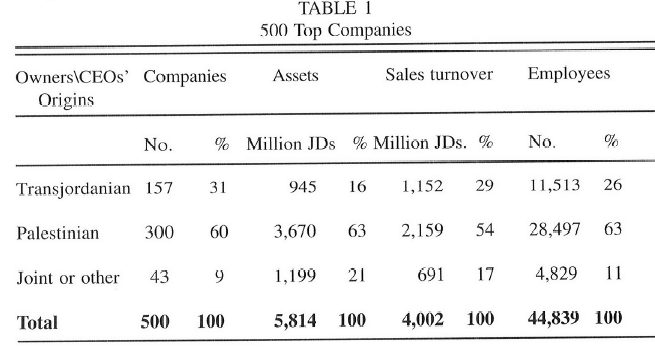 TABLE 1
500 Top Companies
Owners\CEOs' Companies Assets Sales turnover Employees
Origins
No. % Million JDs % Million JDs. % No. %
Transjordanian 157 31 945 16 1,152 29 11,513 26
Palestinian 300 60 3,670 63 2,159 54 28,497 63
Joint or other 43 9 1,199 21 691 17 4,829 11
Total 500 100 5,814 100 4,002 100 44,839 100